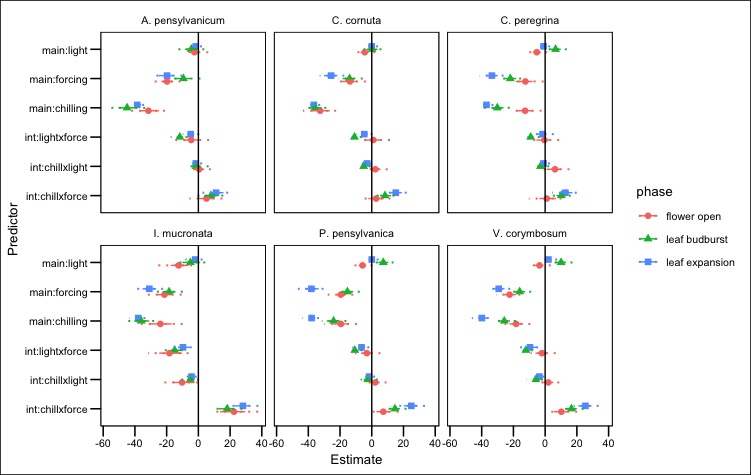 A. pensylvanicum C. cornuta C. peregrina
main:light
main:forcing
main:chilling
int:lightxforce
int:chillxlight
int:chillxforce
I. mucronata P. pensylvanica V. corymbosum
main:light
main:forcing
main:chilling
int:lightxforce
int:chillxlight
int:chillxforce
-60 -40 -20 0 20 40 -60 -40 -20 0 20 40 -60 -40 -20 0 20 40
Estimate
Predictor
phase
flower open
leaf budburst
leaf expansion